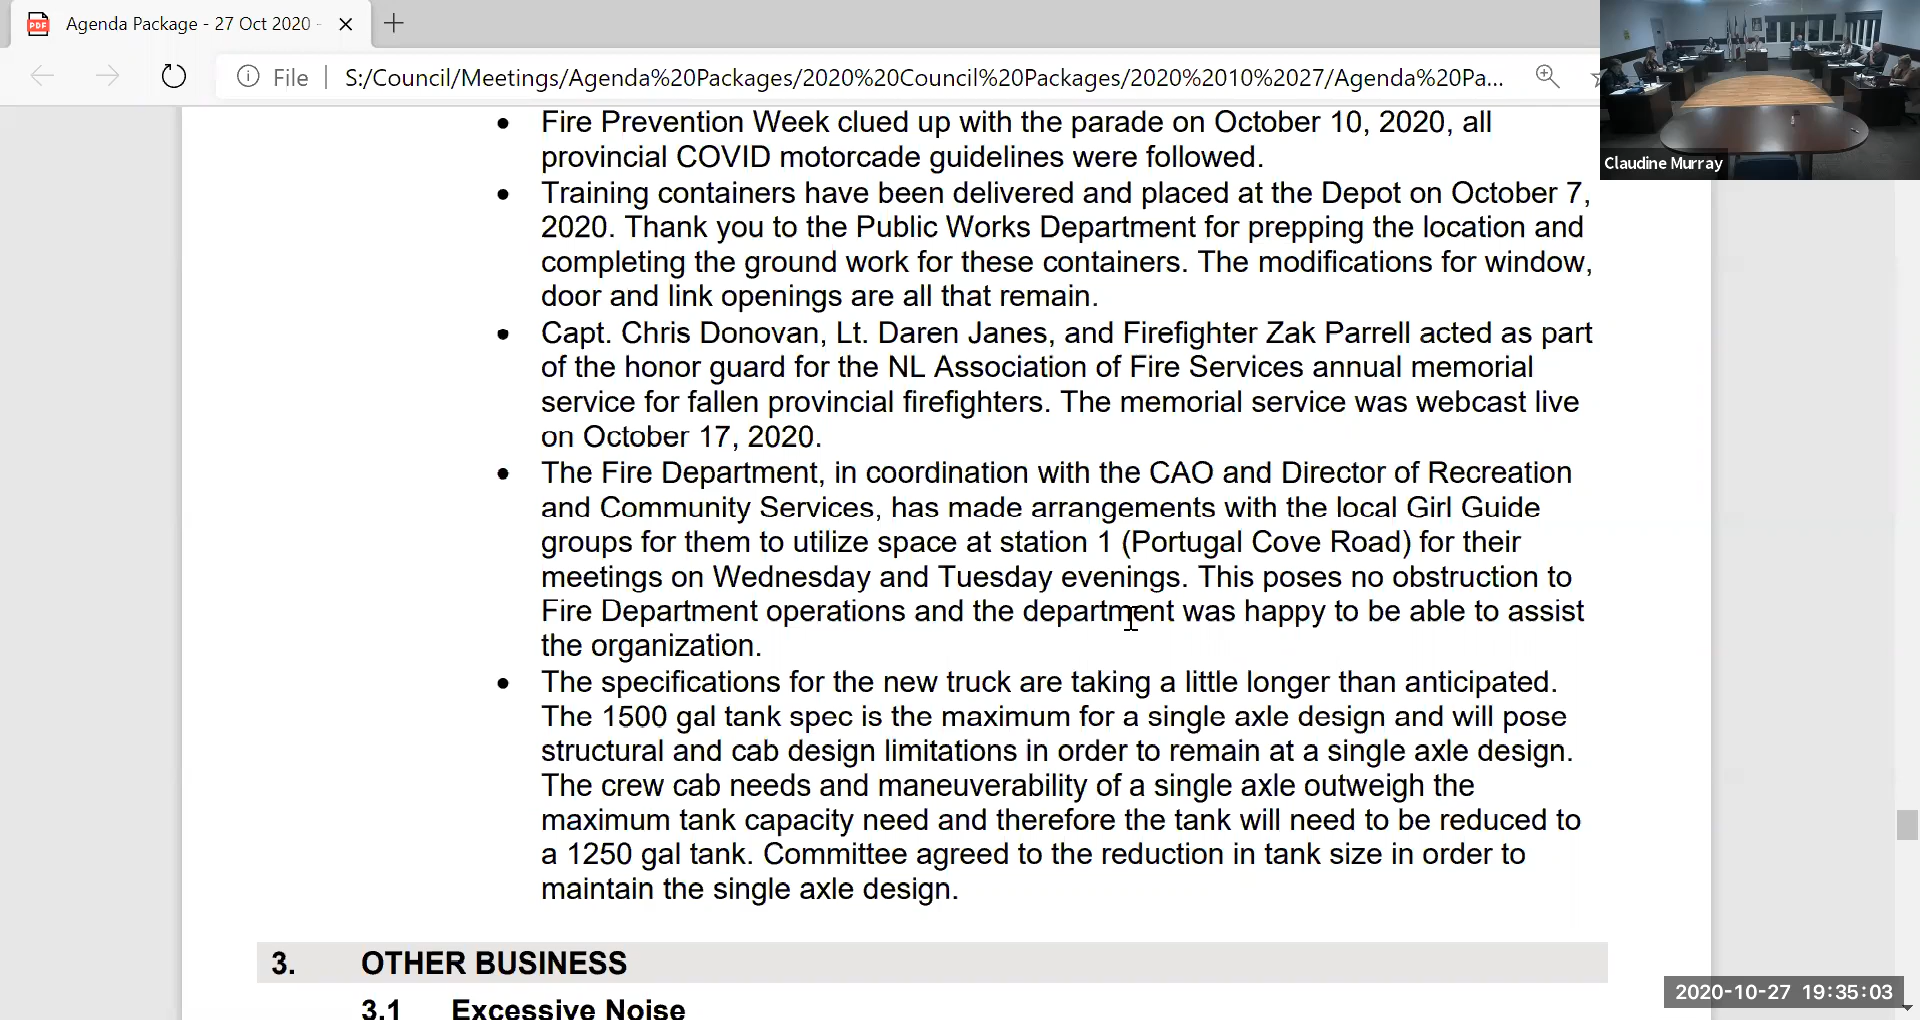 Agenda Package - 27 Oct 2020 -
File | S:/Council/Meetings/Agenda%20Packages/2020%20Council%20Packages/2020%2010%2027/Agenda%20Pa...
Claudine Murray
• Fire Prevention Week clued up with the parade on October 10, 2020, all
provincial COVID motorcade guidelines were followed.
• Training containers have been delivered and placed at the Depot on October 7,
2020. Thank you to the Public Works Department for prepping the location and
completing the ground work for these containers. The modifications for window,
door and link openings are all that remain.
• Capt. Chris Donovan, Lt. Daren Janes, and Firefighter Zak Parrell acted as part
of the honor guard for the NL Association of Fire Services annual memorial
service for fallen provincial firefighters. The memorial service was webcast live
on October 17, 2020.
• The Fire Department, in coordination with the CAO and Director of Recreation
and Community Services, has made arrangements with the local Girl Guide
groups for them to utilize space at station 1 (Portugal Cove Road) for their
meetings on Wednesday and Tuesday evenings. This poses no obstruction to
Fire Department operations and the department was happy to be able to assist
the organization.
• The specifications for the new truck are taking a little longer than anticipated.
The 1500 gal tank spec is the maximum for a single axle design and will pose
structural and cab design limitations in order to remain at a single axle design.
The crew cab needs and maneuverability of a single axle outweigh the
maximum tank capacity need and therefore the tank will need to be reduced to
a 1250 gal tank. Committee agreed to the reduction in tank size in order to
maintain the single axle design.
3. OTHER BUSINESS
3.1 Excessive Noise
2020-10-27 19:35:03